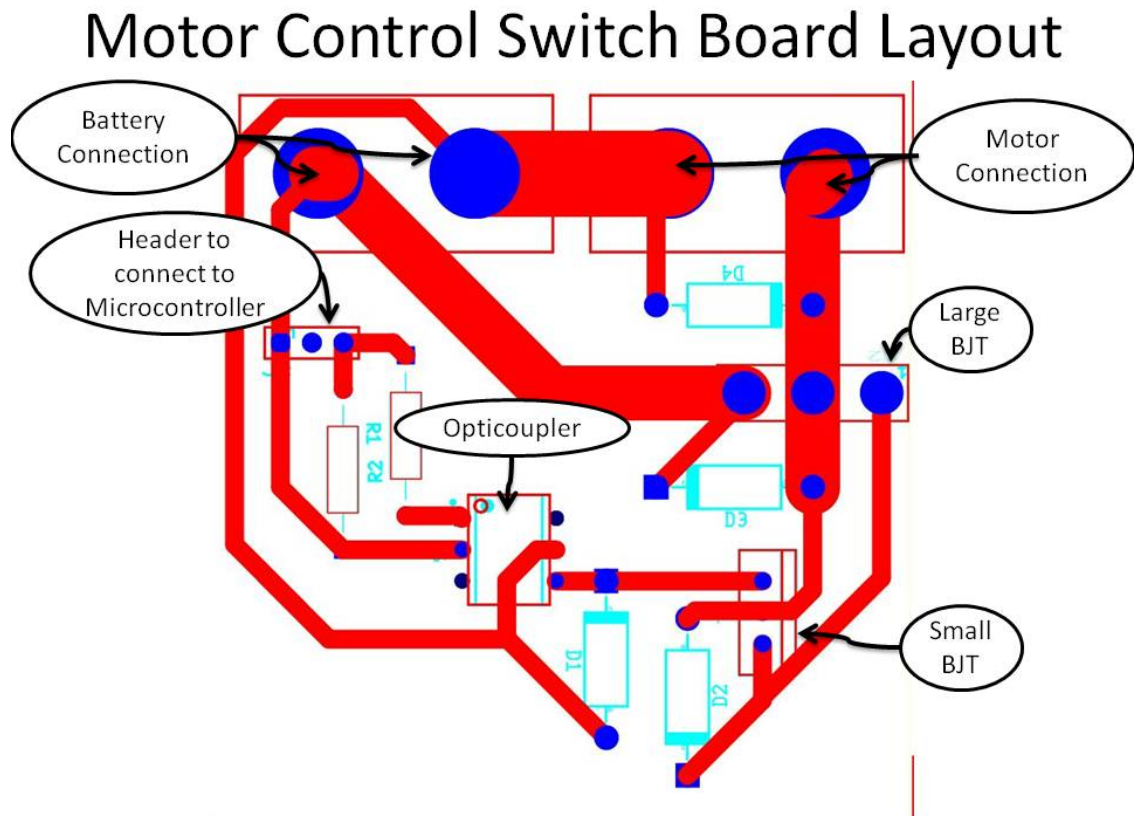 Motor Control Switch Board Layout
Battery
Connection
Motor
Connection
Header to
connect to
Microcontroller
D4
Large
BJT
1
R1
R2
Opticoupler
D3
D1
D2
Small
BJT